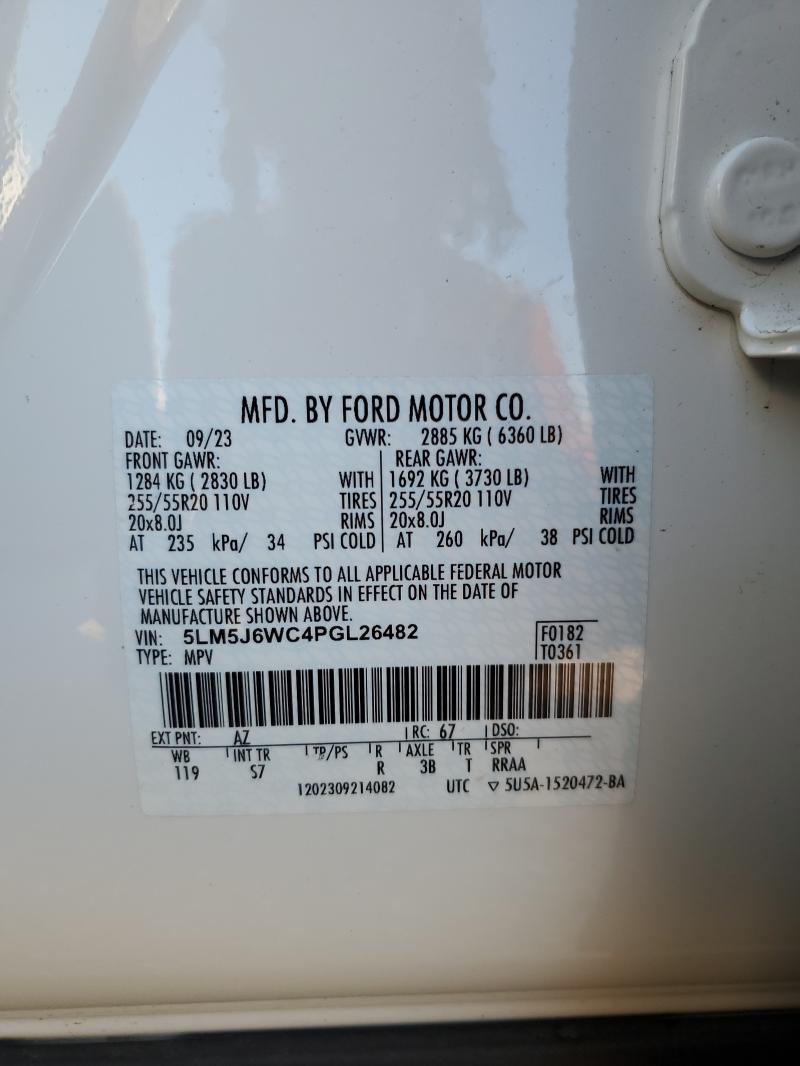 MFD. BY FORD MOTOR CO.
DATE: 09/23 GVWR: 2885 KG ( 6360 LB)
FRONT GAWR: REAR GAWR:
1284 KG ( 2830 LB) WITH 1692 KG ( 3730 LB) WITH
255/55R20 110V TIRES 255/55R20 110V TIRES
20x8.0J RIMS 20x8.0J RIMS
AT 235 kPa/ 34 PSI COLD AT 260 kPa/ 38 PSI COLD
THIS VEHICLE CONFORMS TO ALL APPLICABLE FEDERAL MOTOR
VEHICLE SAFETY STANDARDS IN EFFECT ON THE DATE OF
MANUFACTURE SHOWN ABOVE.
VIN: 5LM5J6WC4PGL26482 F0182
TYPE: MPV T0361
EXT PNT: AZ RC: 67 DSO:
WB INT TR TP/PS R AXLE TR SPR
119 S7 R 3B T RRAA
1202309214082 UTC ▽ 5U5A-1520472-BA